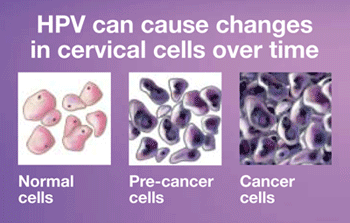 HPV can cause changes
in cervical cells over time
Normal
cells
Pre-cancer
cells
Cancer
cells